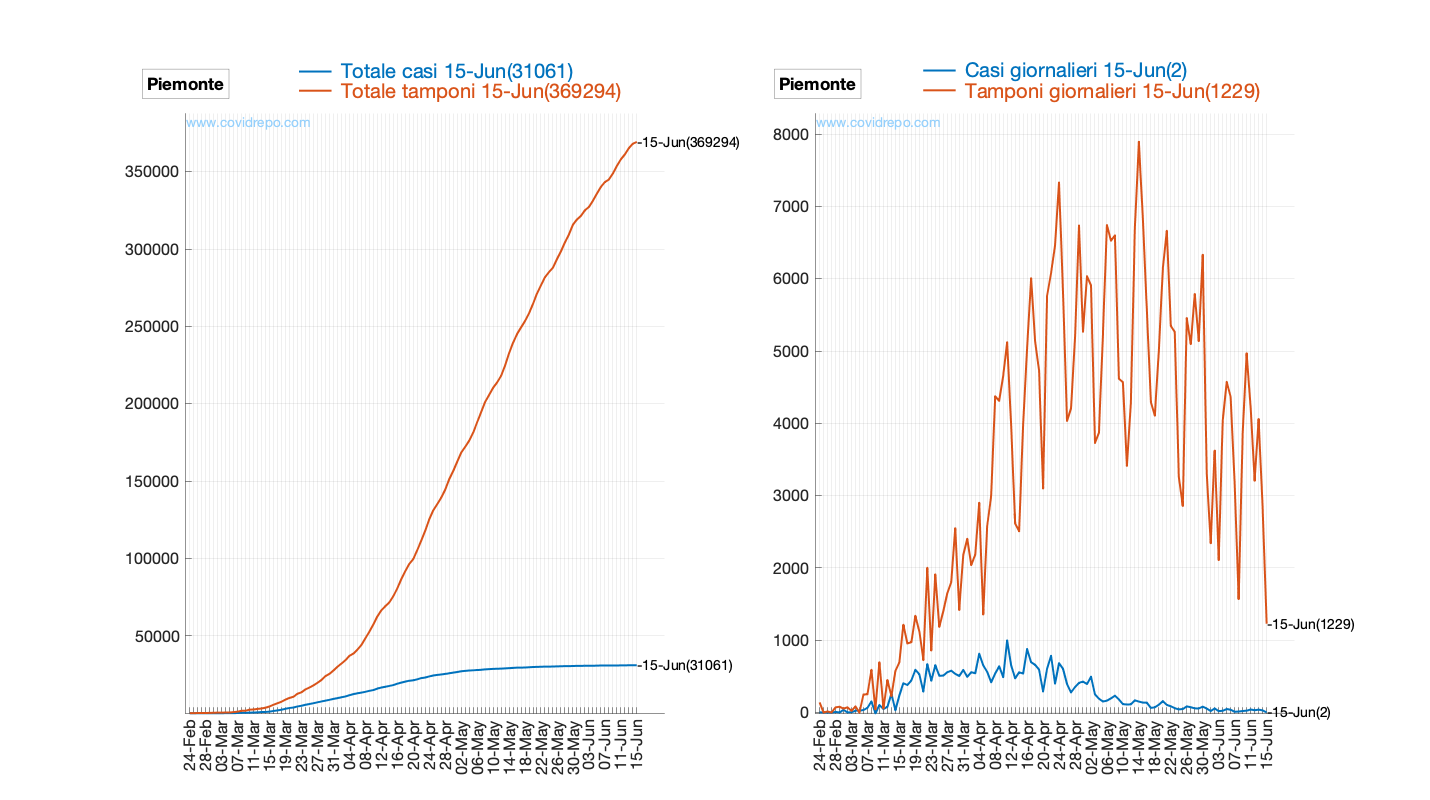 Piemonte
Totale casi 15-Jun(31061)
Totale tamponi 15-Jun(369294)
www.covidrepo.com
15-Jun(369294)
350000
300000
250000
200000
150000
100000
50000
15-Jun(31061)
24-Feb
28-Feb
03-Mar
07-Mar
11-Mar
15-Mar
19-Mar
23-Mar
27-Mar
31-Mar
04-Apr
08-Apr
12-Apr
16-Apr
20-Apr
24-Apr
28-Apr
02-May
06-May
10-May
14-May
18-May
22-May
26-May
30-May
03-Jun
07-Jun
11-Jun
15-Jun
Piemonte
Casi giornalieri 15-Jun(2)
Tamponi giornalieri 15-Jun(1229)
www.covidrepo.com
8000
7000
6000
5000
4000
3000
2000
1000
0
15-Jun(1229)
15-Jun(2)
24-Feb
28-Feb
03-Mar
07-Mar
11-Mar
15-Mar
19-Mar
23-Mar
27-Mar
31-Mar
04-Apr
08-Apr
12-Apr
16-Apr
20-Apr
24-Apr
28-Apr
02-May
06-May
10-May
14-May
18-May
22-May
26-May
30-May
03-Jun
07-Jun
11-Jun
15-Jun